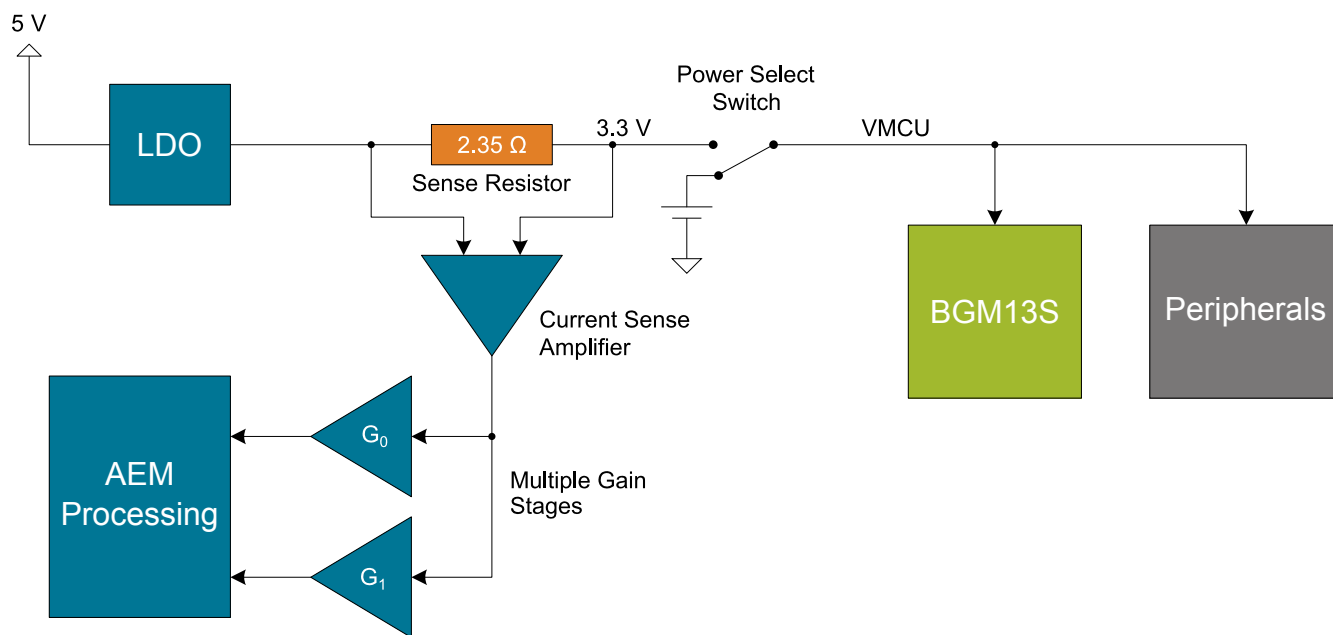 5 V
LDO
2.35 Ω
Sense Resistor
3.3 V
Power Select
Switch
VMCU
BGM13S
Peripherals
Current Sense
Amplifier
AEM
Processing
G₀
G₁
Multiple Gain
Stages